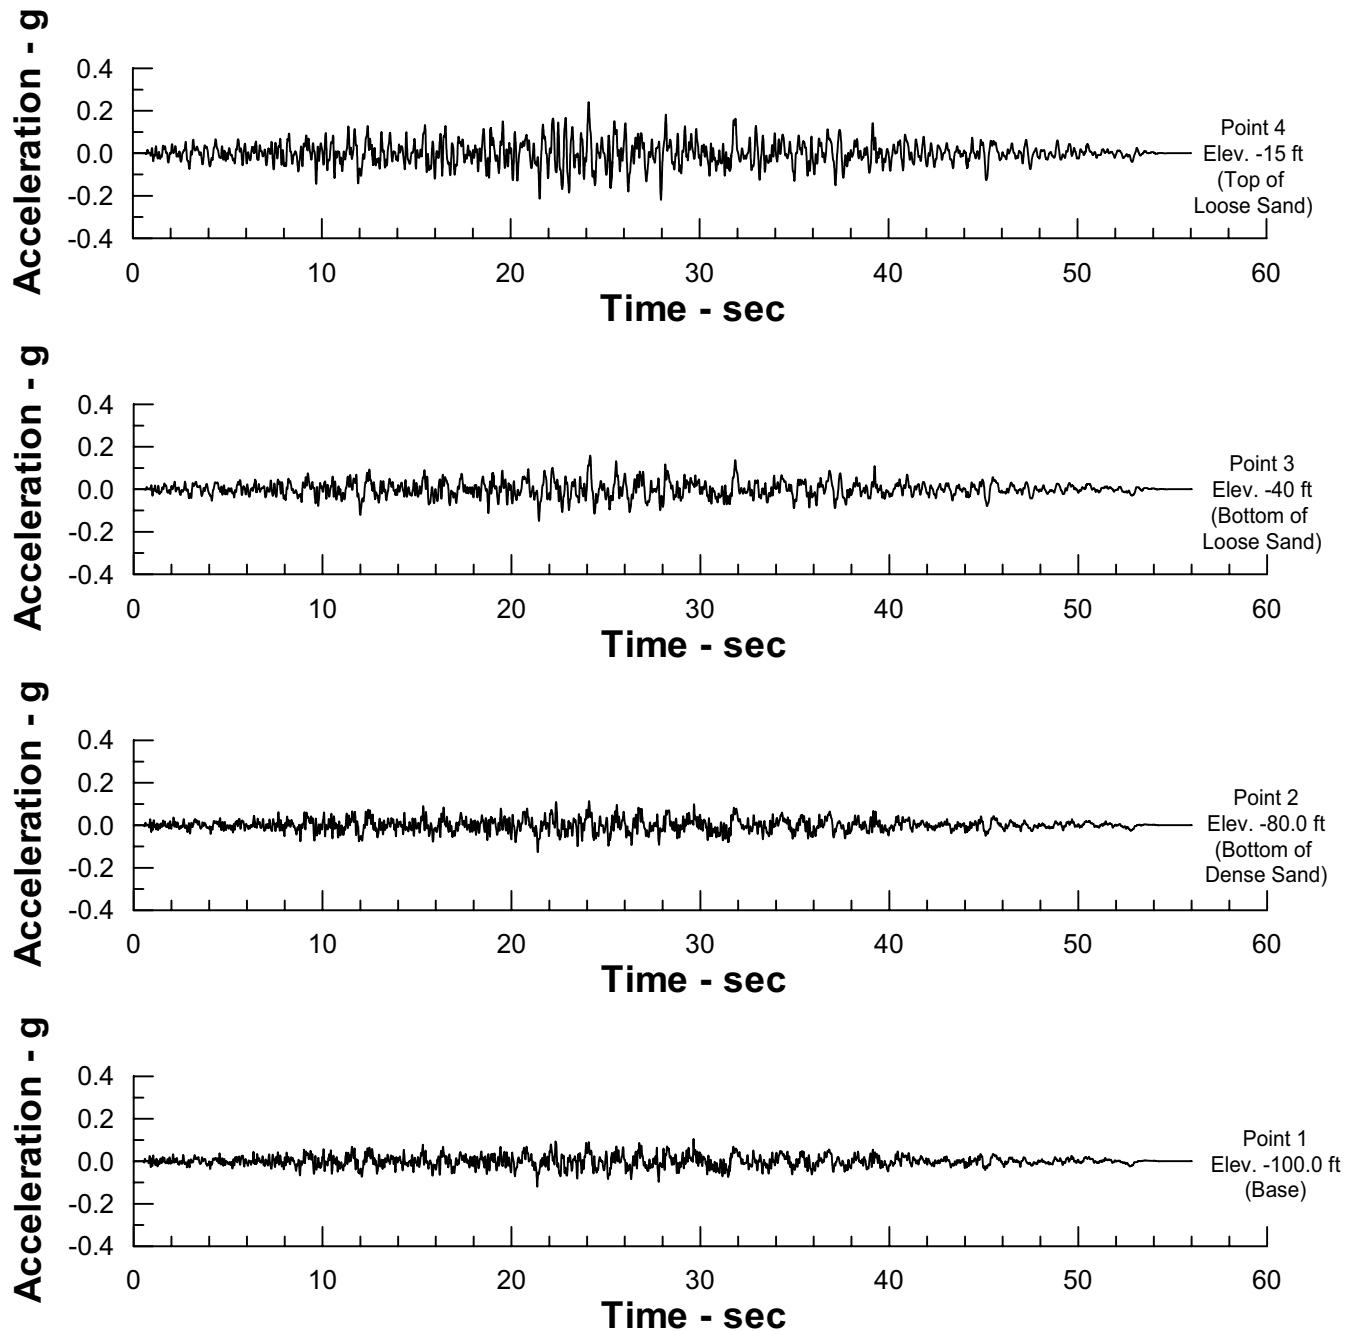 Acceleration - g
0.4
0.2
0.0
-0.2
-0.4
0 10 20 30 40 50 60
Time - sec
Point 4
Elev. -15 ft
(Top of
Loose Sand)
Acceleration - g
0.4
0.2
0.0
-0.2
-0.4
0 10 20 30 40 50 60
Time - sec
Point 3
Elev. -40 ft
(Bottom of
Loose Sand)
Acceleration - g
0.4
0.2
0.0
-0.2
-0.4
0 10 20 30 40 50 60
Time - sec
Point 2
Elev. -80.0 ft
(Bottom of
Dense Sand)
Acceleration - g
0.4
0.2
0.0
-0.2
-0.4
0 10 20 30 40 50 60
Time - sec
Point 1
Elev. -100.0 ft
(Base)